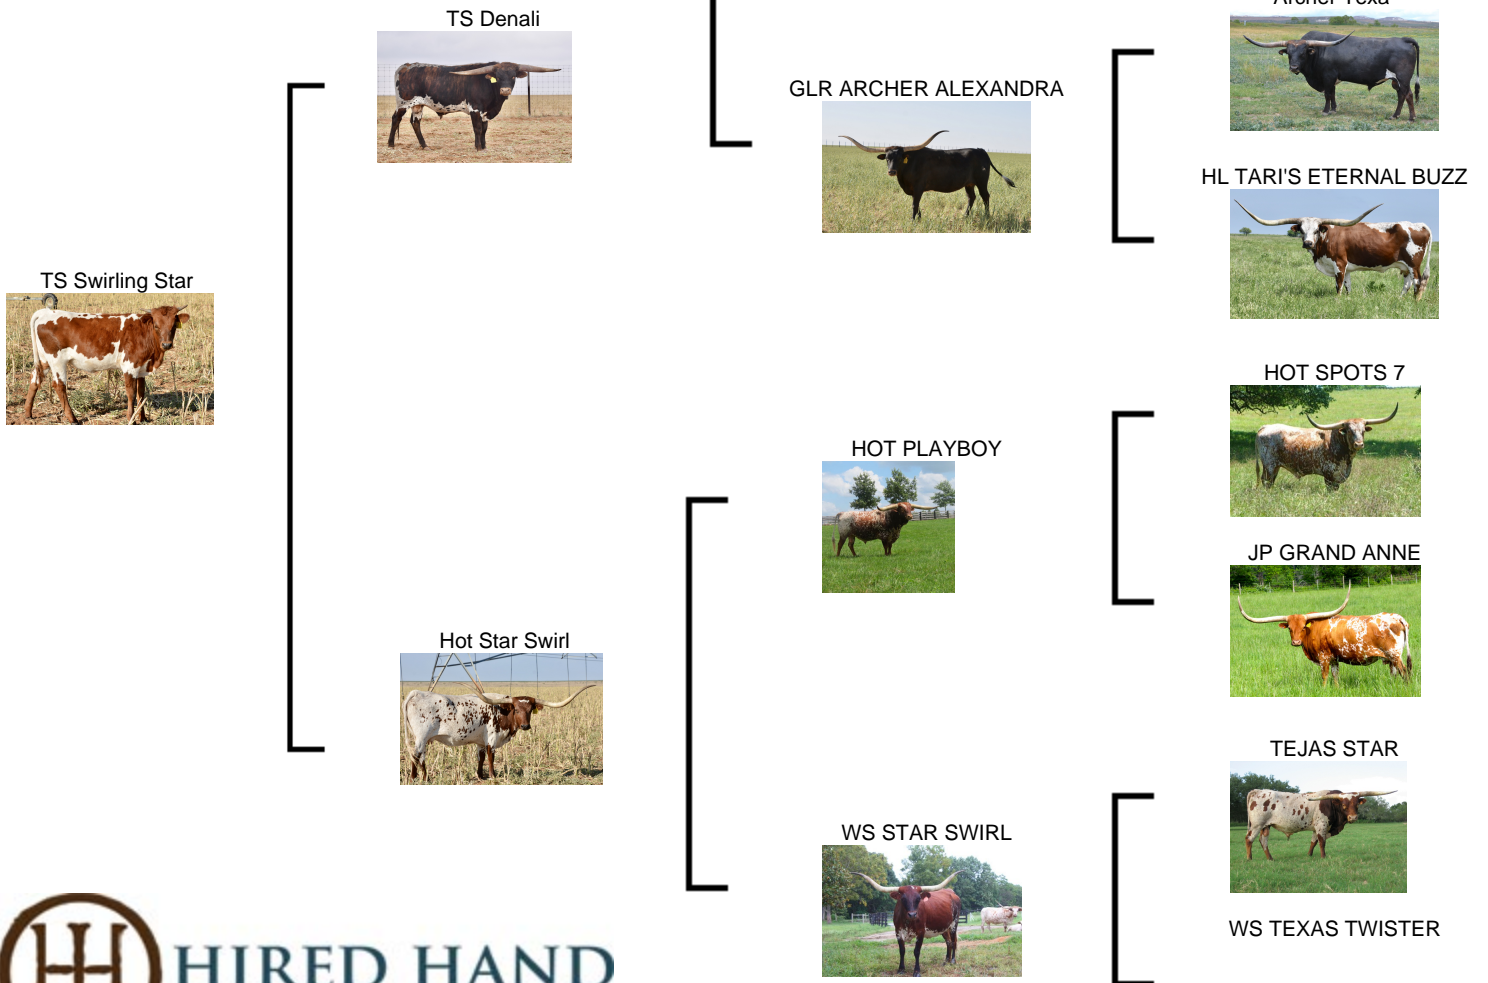 TS Denali
GLR ARCHER ALEXANDRA
HL TARI'S ETERNAL BUZZ
TS Swirling Star
HOT SPOTS 7
HOT PLAYBOY
JP GRAND ANNE
Hot Star Swirl
TEJAS STAR
WS STAR SWIRL
WS TEXAS TWISTER
HIRED HAND